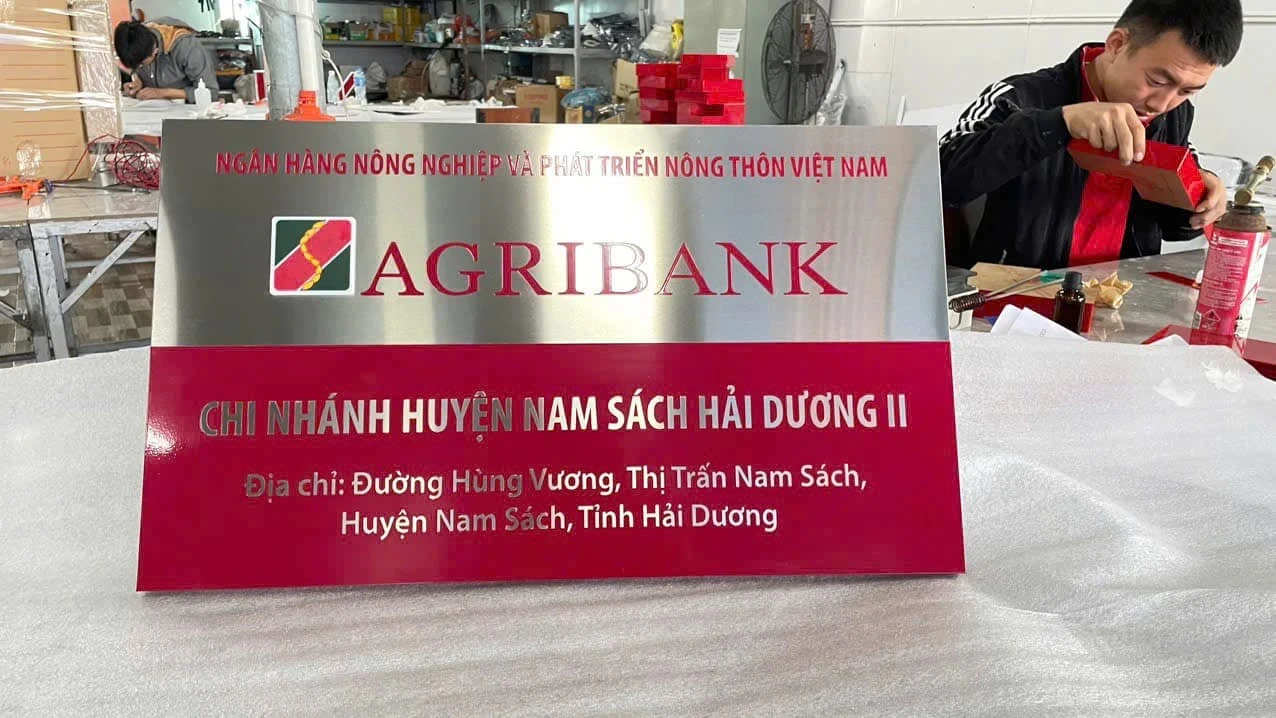 NGÂN HÀNG NÔNG NGHIỆP VÀ PHÁT TRIỂN NÔNG THÔN VIỆT NAM
AGRIBANK
CHI NHÁNH HUYỆN NAM SÁCH HẢI DƯƠNG II
Địa chỉ: Đường Hùng Vương, Thị Trấn Nam Sách,
Huyện Nam Sách, Tỉnh Hải Dương